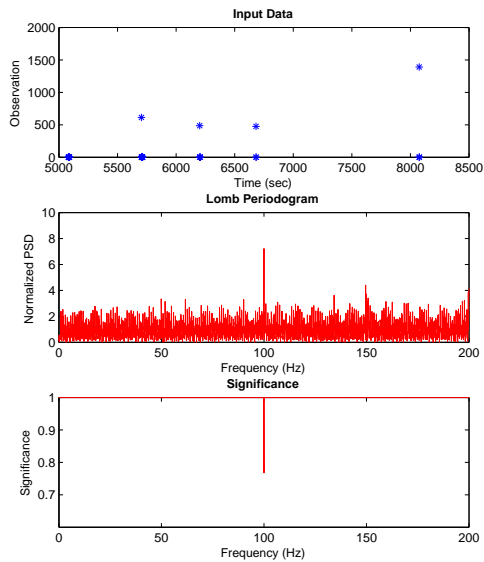 Input Data
2000
1500
1000
500
0
Observation
5000 5500 6000 6500 7000 7500 8000 8500
Time (sec)
Lomb Periodogram
10
8
6
4
2
0
Normalized PSD
0 50 100 150 200
Frequency (Hz)
Significance
1
0.9
0.8
0.7
Significance
0 50 100 150 200
Frequency (Hz)